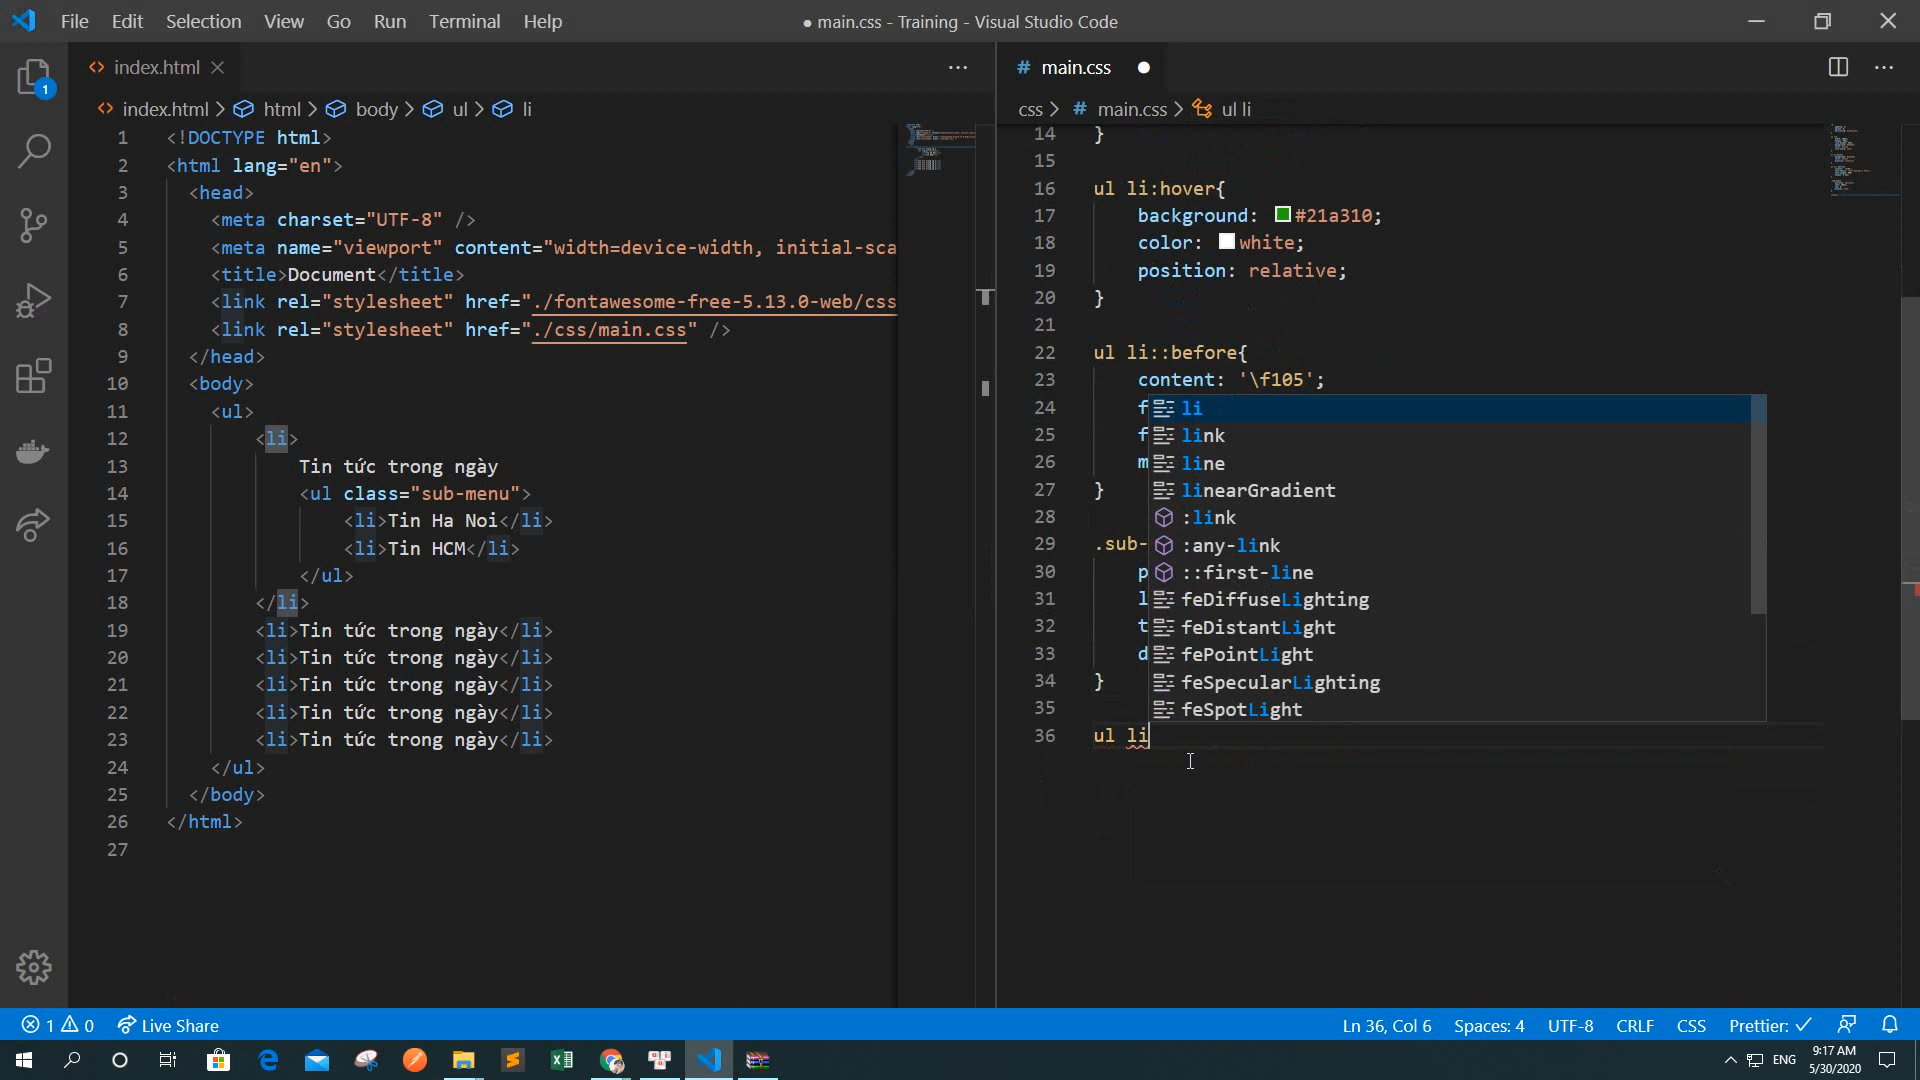 File Edit Selection View Go Run Terminal Help
● main.css - Training - Visual Studio Code
1
index.html
index.html > html > body > ul > li
1 <!DOCTYPE html>
2 <html lang="en">
3 <head>
4 <meta charset="UTF-8" />
5 <meta name="viewport" content="width=device-width, initial-sca
6 <title>Document</title>
7 <link rel="stylesheet" href="./fontawesome-free-5.13.0-web/css
8 <link rel="stylesheet" href="./css/main.css" />
9 </head>
10 <body>
11 <ul>
12 <li>
13 Tin tức trong ngày
14 <ul class="sub-menu">
15 <li>Tin Ha Noi</li>
16 <li>Tin HCM</li>
17 </ul>
18 </li>
19 <li>Tin tức trong ngày</li>
20 <li>Tin tức trong ngày</li>
21 <li>Tin tức trong ngày</li>
22 <li>Tin tức trong ngày</li>
23 <li>Tin tức trong ngày</li>
24 </ul>
25 </body>
26 </html>
27
# main.css ●
css > # main.css > ul li
14 }
15
16 ul li:hover{
17 background: #21a310;
18 color: white;
19 position: relative;
20 }
21
22 ul li::before{
23 content: '\f105';
24 f
25 f
26 m
27 }
28
29 .sub-
30 p
31 l
32 t
33 d
34 }
35
36 ul li
li
link
line
linearGradient
:link
:any-link
::first-line
feDiffuseLighting
feDistantLight
fePointLight
feSpecularLighting
feSpotLight
1 0 Live Share
Ln 36, Col 6 Spaces: 4 UTF-8 CRLF CSS Prettier: ✓
ENG 9:17 AM
5/30/2020